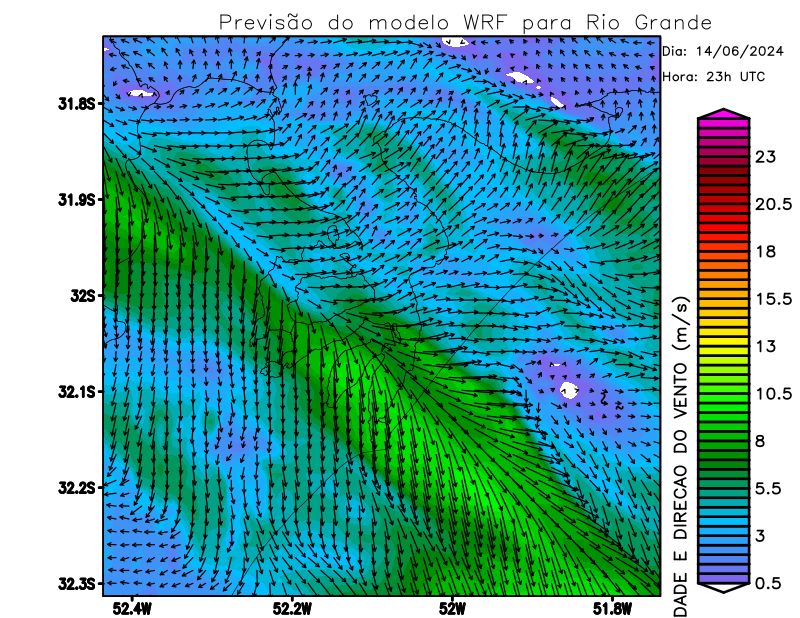 Previsão do modelo WRF para Rio Grande
Dia: 14/06/2024
Hora: 23h UTC
31.8S
31.9S
32S
32.1S
32.2S
32.3S
52.4W
52.2W
52W
51.8W
23
20.5
18
15.5
13
10.5
8
5.5
3
0.5
DADE E DIRECAO DO VENTO (m/s)